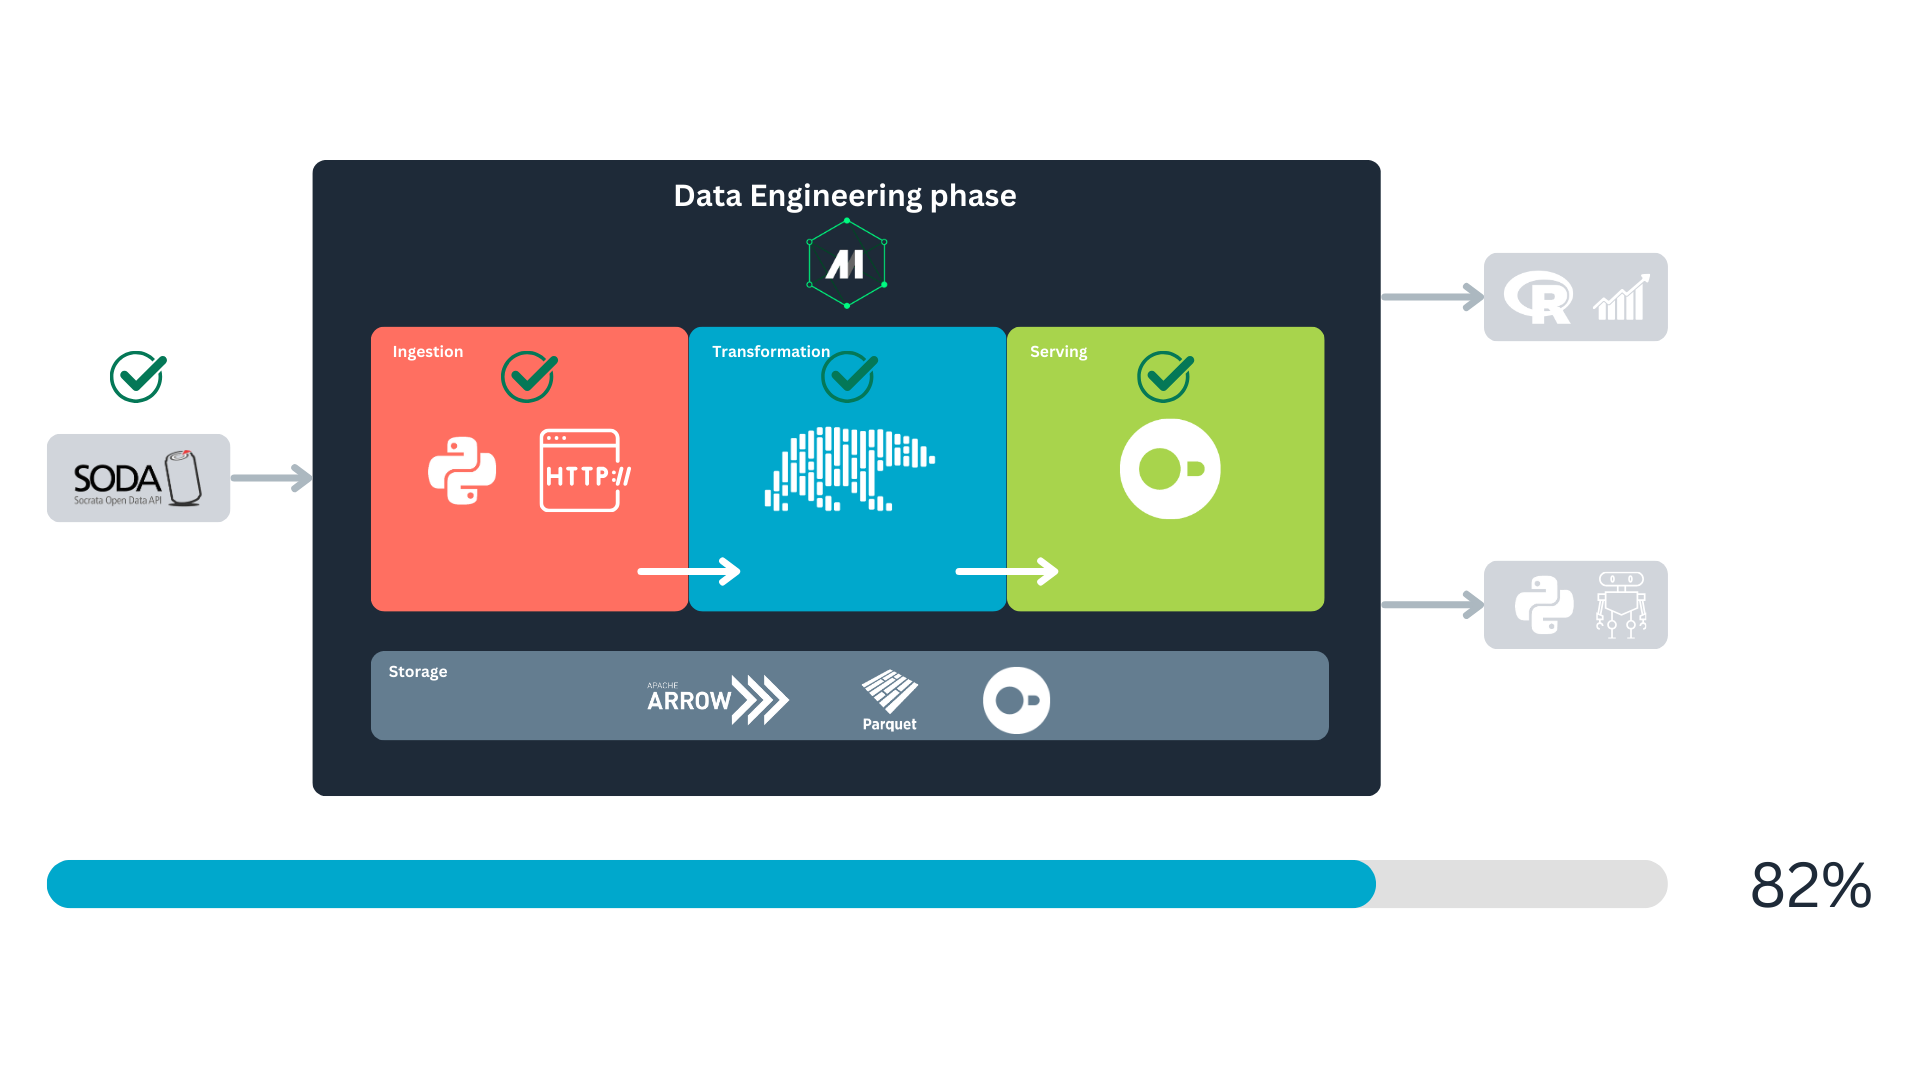 Data Engineering phase
Ingestion
Transformation
Serving
SODA
Socrata Open Data API
HTTP://
R
Storage
APACHE
ARROW
Parquet
82%